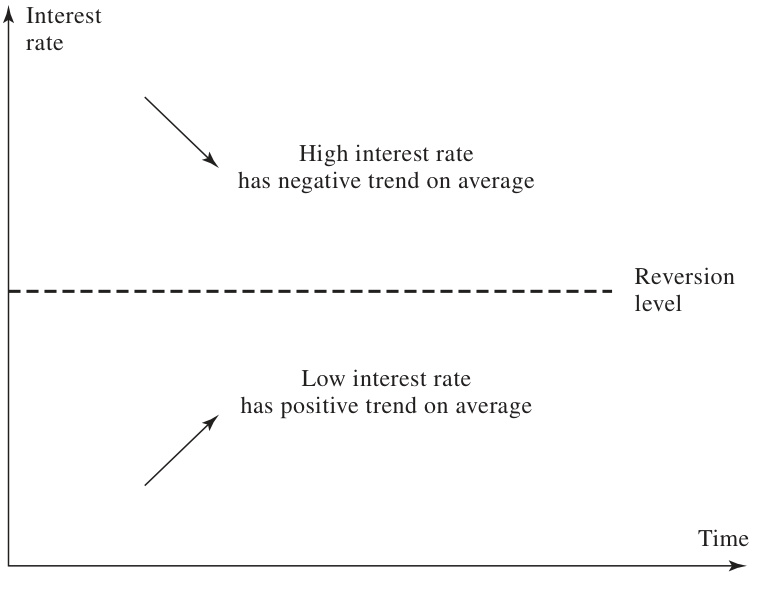 Interest
rate
High interest rate
has negative trend on average
Reversion
level
Low interest rate
has positive trend on average
Time